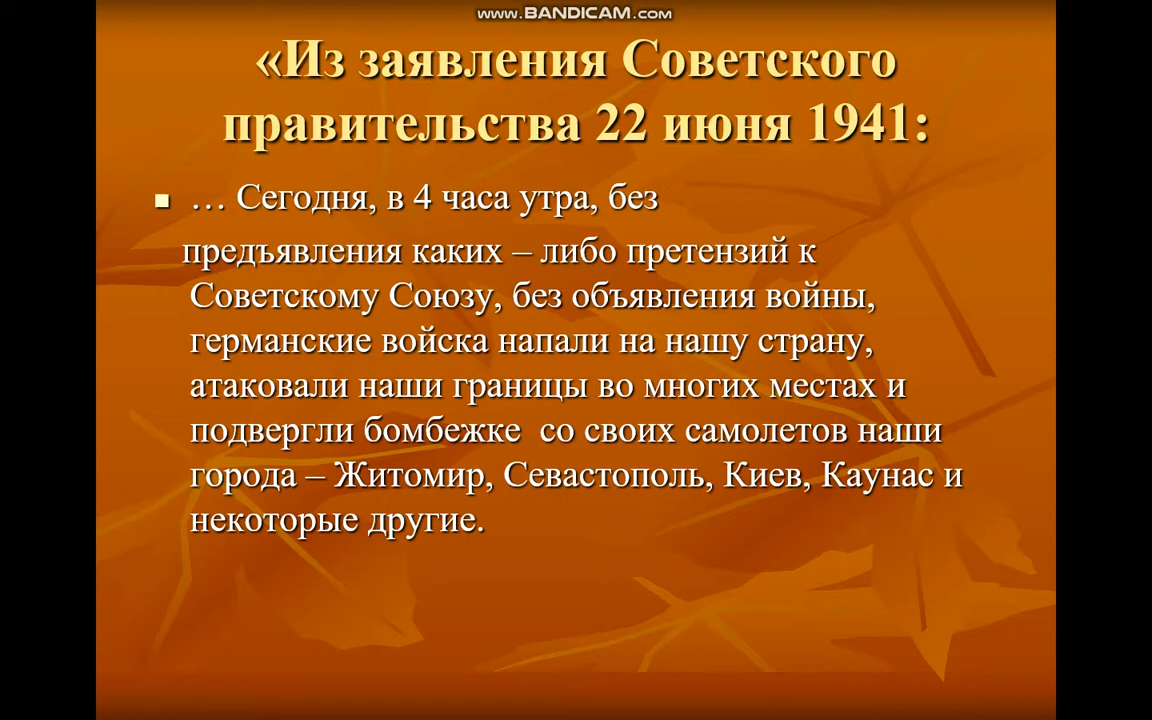 www.BANDICAM.com
«Из заявления Советского
правительства 22 июня 1941:
… Сегодня, в 4 часа утра, без
предъявления каких – либо претензий к
Советскому Союзу, без объявления войны,
германские войска напали на нашу страну,
атаковали наши границы во многих местах и
подвергли бомбежке  со своих самолетов наши
города – Житомир, Севастополь, Киев, Каунас и
некоторые другие.